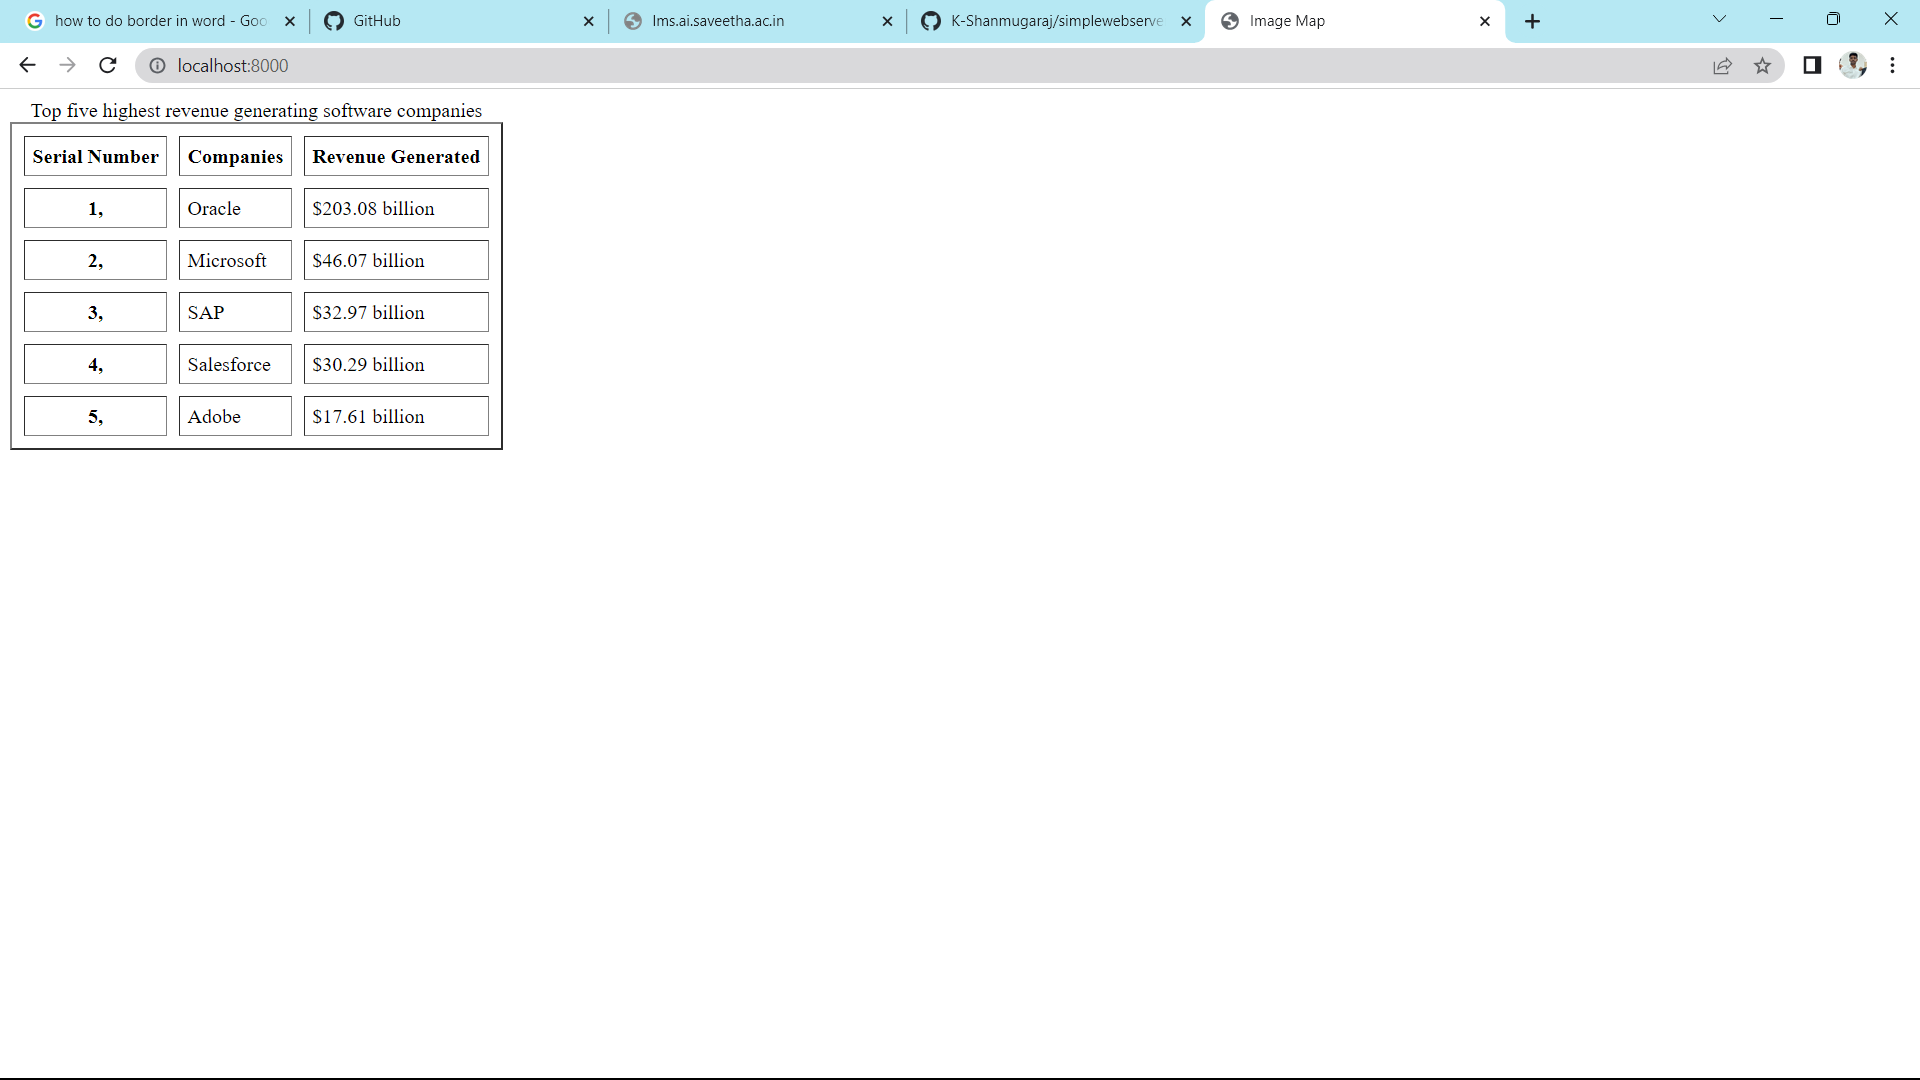 how to do border in word - Goo
GitHub
lms.ai.saveetha.ac.in
K-Shanmugaraj/simplewebserve
Image Map
localhost:8000
Top five highest revenue generating software companies
Serial Number Companies Revenue Generated
1, Oracle $203.08 billion
2, Microsoft $46.07 billion
3, SAP $32.97 billion
4, Salesforce $30.29 billion
5, Adobe $17.61 billion